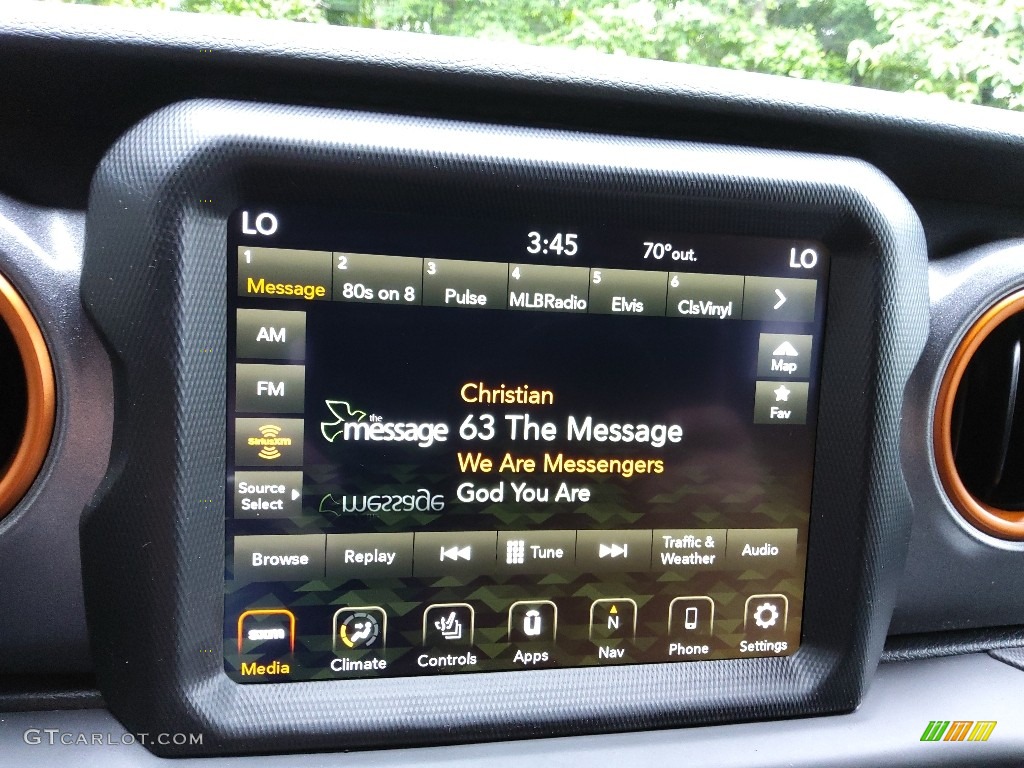 LO
3:45
70°out.
LO
1 Message
2 80s on 8
3 Pulse
4 MLBRadio
5 Elvis
6 ClsVinyl
AM
FM
SiriusXM
Source
Select
Map
Fav
the
message
Christian
63 The Message
We Are Messengers
God You Are
message
Browse
Replay
Tune
Traffic &
Weather
Audio
sxm
Media
Climate
Controls
Apps
N
Nav
Phone
Settings
GTCARLOT.COM